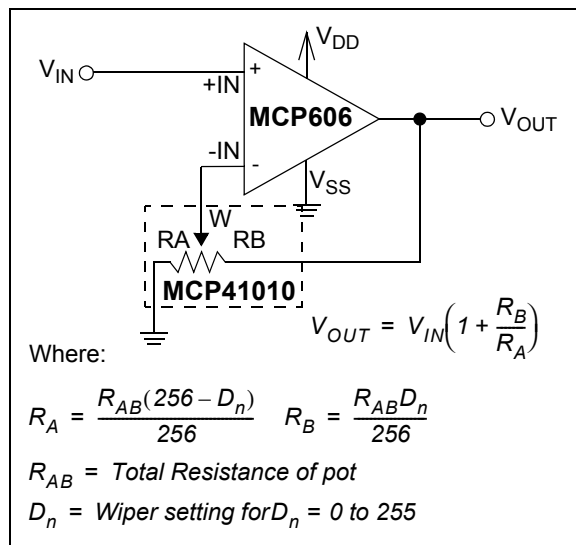 V_DD
V_IN
+
+IN
MCP606
V_OUT
-IN
-
V_SS
W
RA
RB
MCP41010
V_OUT = V_IN(1 + R_B/R_A)
Where:
R_A = R_AB(256 – D_n)/256 R_B = R_AB D_n/256
R_AB = Total Resistance of pot
D_n = Wiper setting forD_n = 0 to 255